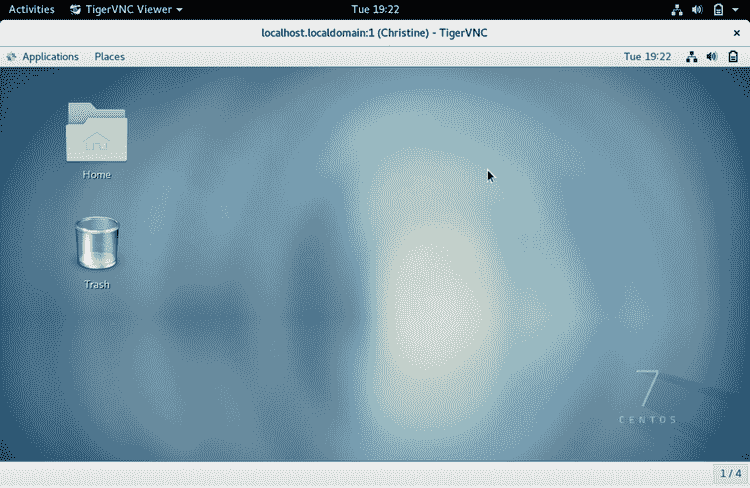 Activities TigerVNC Viewer Tue 19:22
localhost.localdomain:1 (Christine) - TigerVNC ×
Applications Places Tue 19:22
Home
Trash
7
CENTOS
1 / 4